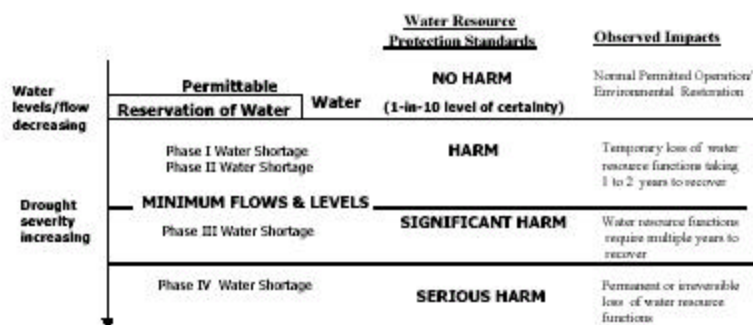 Water Resource
Protection Standards
Observed Impacts
Water
levels/flow
decreasing
Permittable
Reservation of Water
Water
NO HARM
(1-in-10 level of certainty)
Normal Permitted Operation/
Environmental Restoration
Phase I Water Shortage
Phase II Water Shortage
HARM
Temporary loss of water
resource functions taking
1 to 2 years to recover
MINIMUM FLOWS & LEVELS
Drought
severity
increasing
Phase III Water Shortage
SIGNIFICANT HARM
Water resource functions
require multiple years to
recover
Phase IV Water Shortage
SERIOUS HARM
Permanent or irreversible
loss of water resource
functions